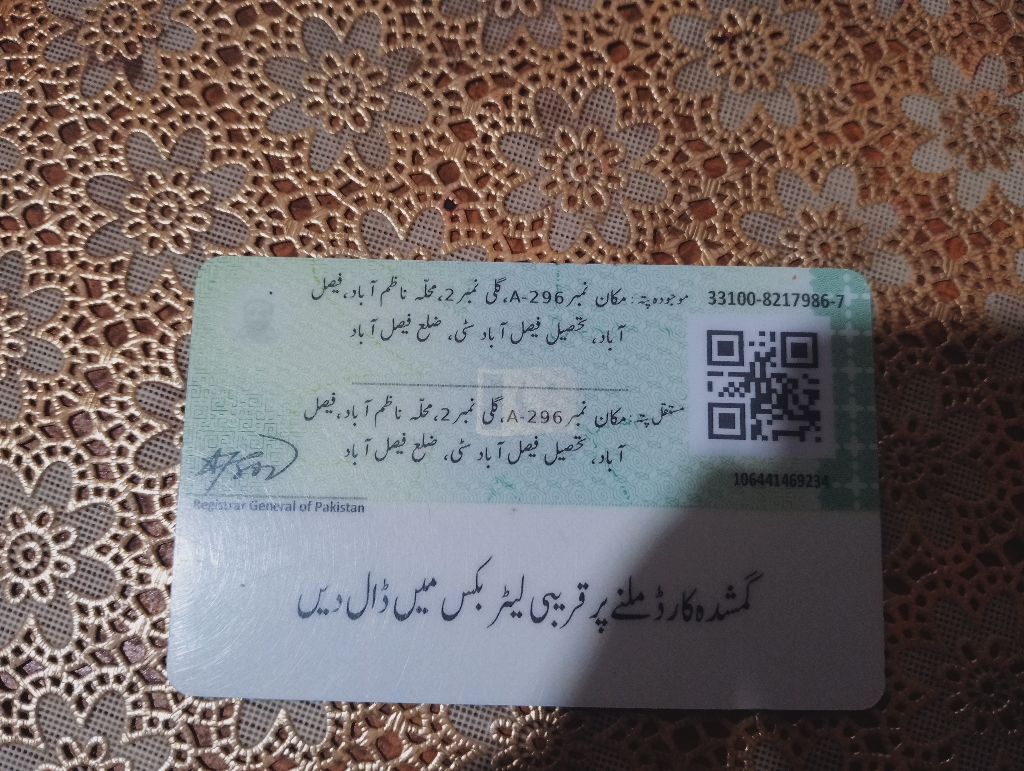 33100-8217986-7
موجودہ پتہ: مکان نمبر A-296، گلی نمبر 2، محلّہ ناظم آباد، فیصل
آباد، تحصیل فیصل آباد سٹی، ضلع فیصل آباد
مستقل پتہ: مکان نمبر A-296، گلی نمبر 2، محلّہ ناظم آباد، فیصل
آباد، تحصیل فیصل آباد سٹی، ضلع فیصل آباد
106441469234
Registrar General of Pakistan
گمشدہ کارڈ ملنے پر قریبی لیٹر بکس میں ڈال دیں